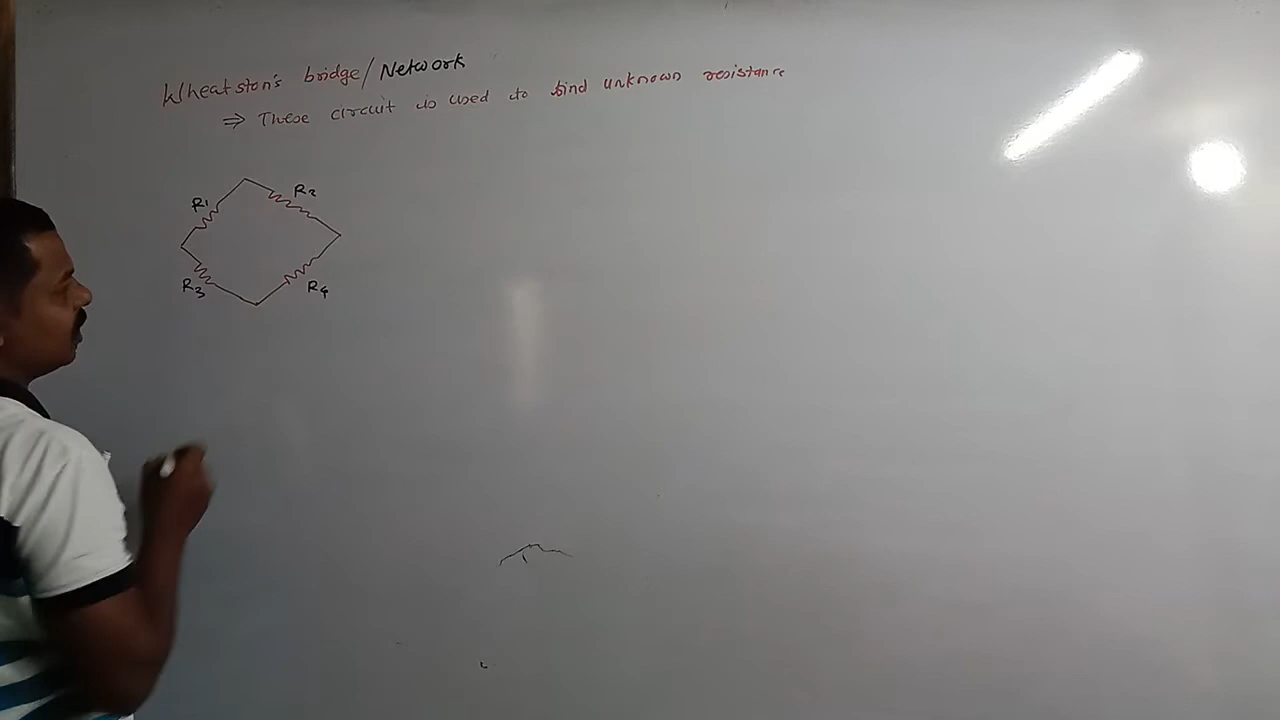 Wheatston's bridge/Network
⇒ These circuit is used to find unknown resistance
R1 R2
R3 R4